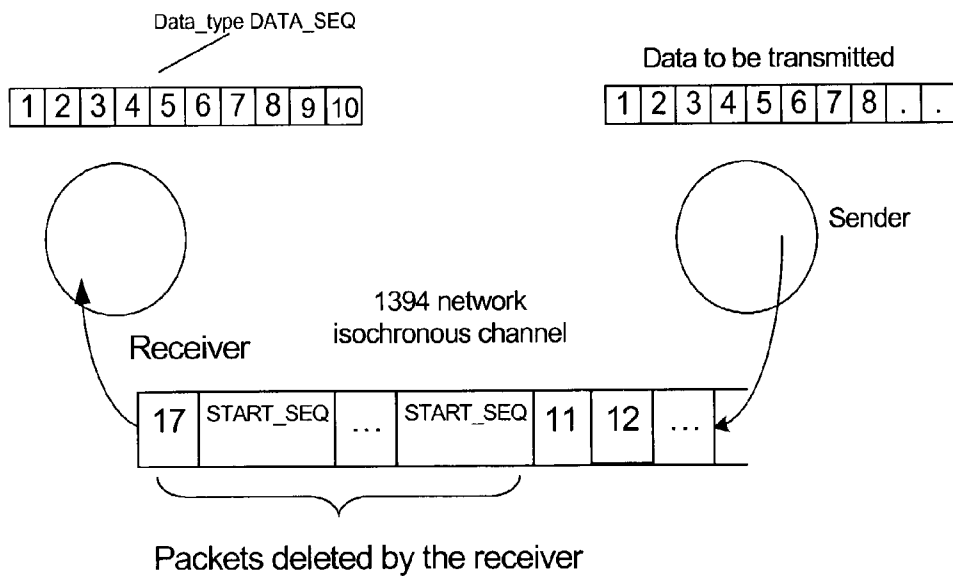 Data_type DATA_SEQ
1 2 3 4 5 6 7 8 9 10
Data to be transmitted
1 2 3 4 5 6 7 8 . .
Sender
1394 network
isochronous channel
Receiver
17 START_SEQ ... START_SEQ 11 12 ...
Packets deleted by the receiver